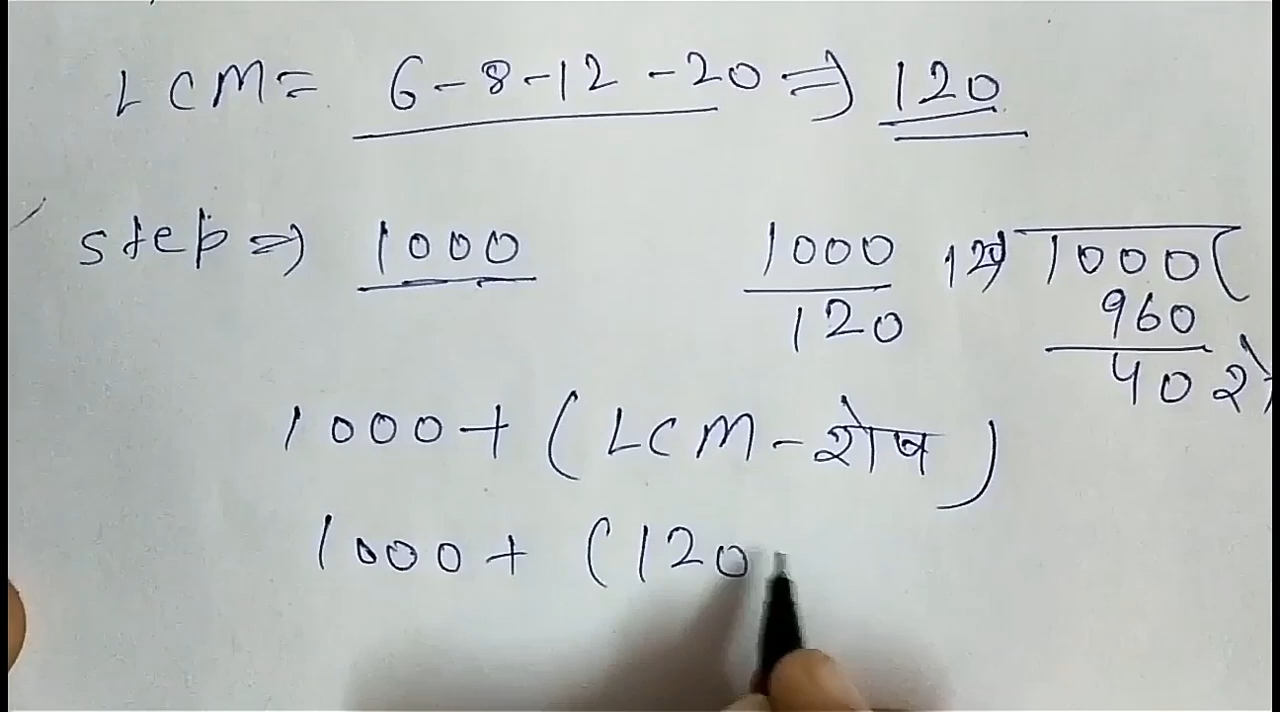 LCM = 6-8-12-20 ⇒ 120
step ⇒ 1000
1000
120
120) 1000 (
960
40
1000 + ( LCM - शेष )
1000 + ( 120